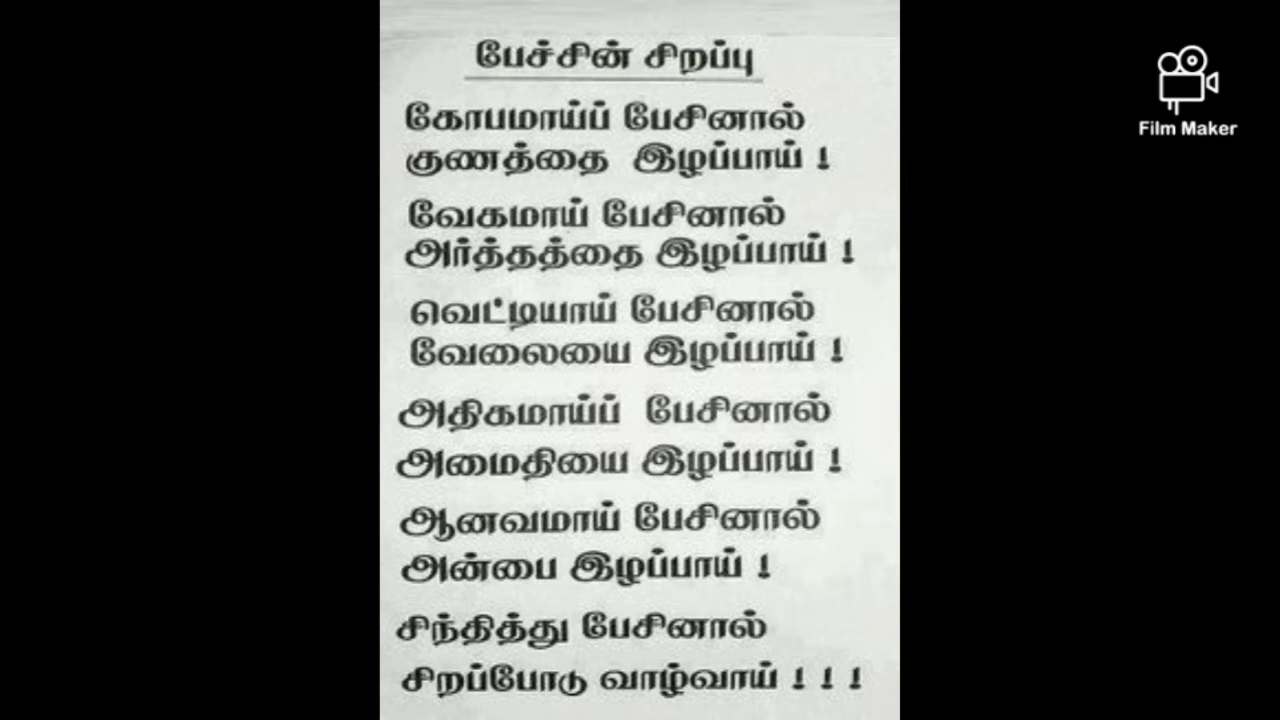 பேச்சின் சிறப்பு
கோபமாய்ப் பேசினால்
குணத்தை இழப்பாய் !
வேகமாய் பேசினால்
அர்த்தத்தை இழப்பாய் !
வெட்டியாய் பேசினால்
வேலையை இழப்பாய் !
அதிகமாய்ப் பேசினால்
அமைதியை இழப்பாய் !
ஆனவமாய் பேசினால்
அன்பை இழப்பாய் !
சிந்தித்து பேசினால்
சிறப்போடு வாழ்வாய் ! ! !
Film Maker